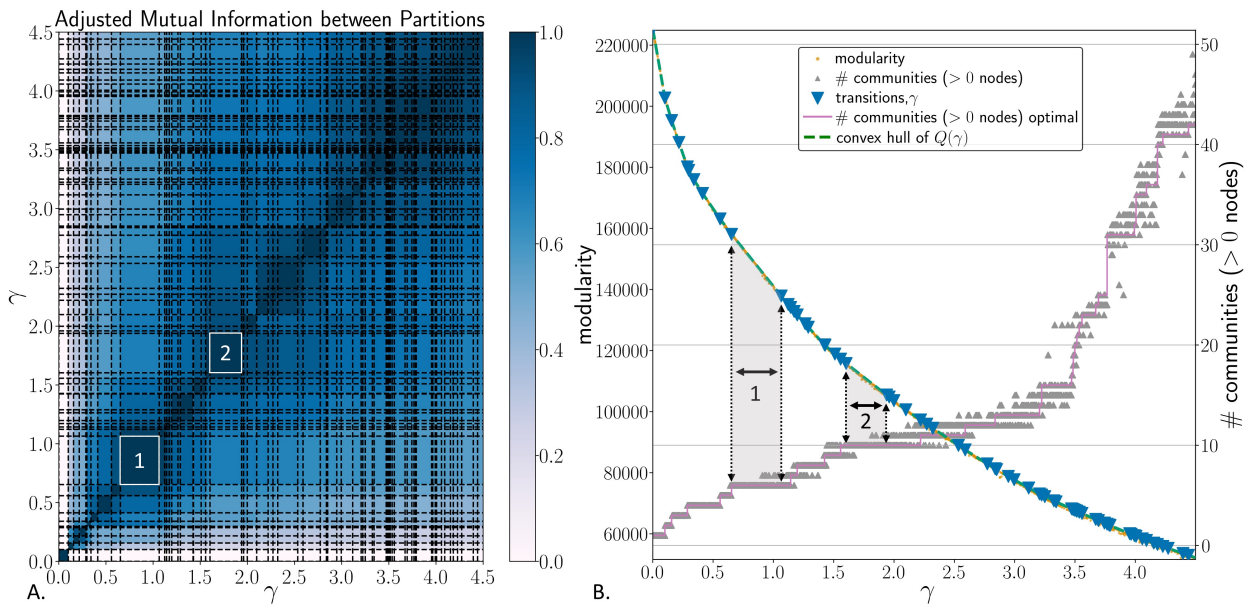 Adjusted Mutual Information between Partitions
4.5
4.0
3.5
3.0
2.5
2.0
1.5
1.0
0.5
0.0
γ
1
2
0.0 0.5 1.0 1.5 2.0 2.5 3.0 3.5 4.0 4.5
γ
A.
1.0
0.8
0.6
0.4
0.2
0.0
modularity
220000
200000
180000
160000
140000
120000
100000
80000
60000
modularity
# communities (> 0 nodes)
transitions,γ
# communities (> 0 nodes) optimal
convex hull of Q(γ)
1
2
50
40
30
20
10
0
# communities (> 0 nodes)
0.0 0.5 1.0 1.5 2.0 2.5 3.0 3.5 4.0
γ
B.